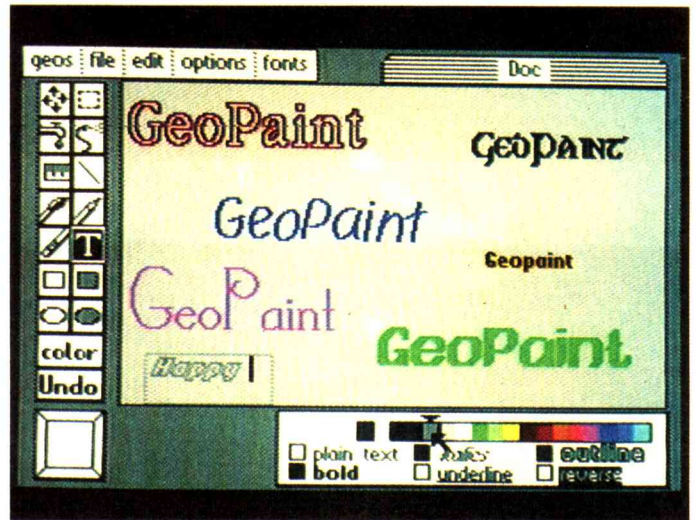 geos file edit options fonts
Doc
GeoPaint
GeoPaint
GeoPaint
Geopaint
GeoPaint
GeoPaint
Happy
T
color
Undo
plain text italics outline
bold underline reverse